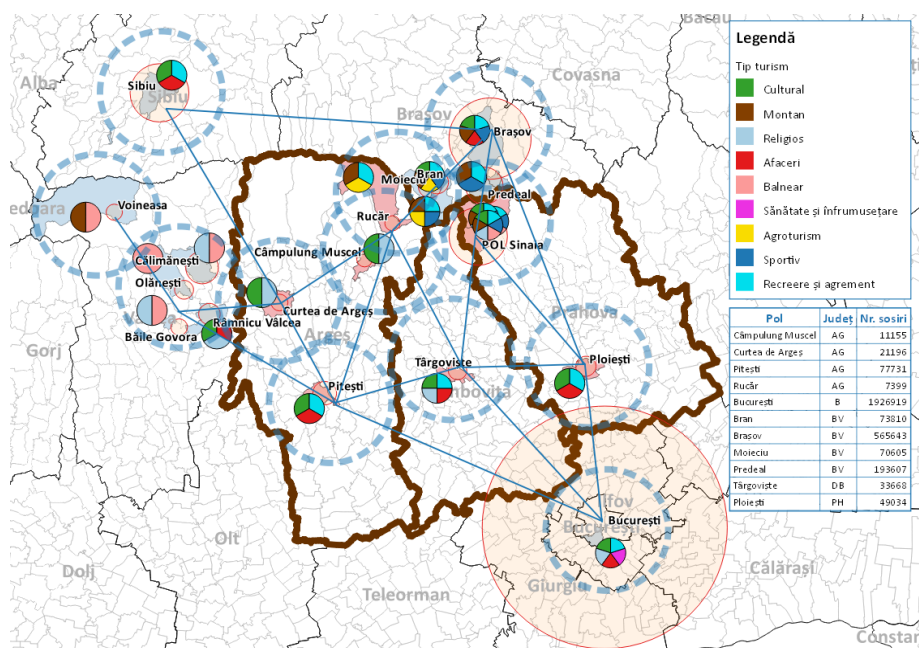 Bacău
Alba
Covasna
Sibiu
Sibiu
Brașov
Brașov
Bran
Moieciu
Predeal
Voineasa
Rucăr
POL Sinaia
Câmpulung Muscel
Călimănești
Olănești
Curtea de Argeș
Râmnicu Vâlcea
Băile Govora
Argeș
Prahova
Gorj
Târgoviște
Ploiești
Pitești
Ilfov
București
București
Olt
Dolj
Giurgiu
Călărași
Teleorman
Constan
Legendă
Tip turism
Cultural
Montan
Religios
Afaceri
Balnear
Sănătate și înfrumusețare
Agroturism
Sportiv
Recreere și agrement
Pol Județ Nr. sosiri
Câmpulung Muscel AG 11155
Curtea de Argeș AG 21196
Pitești AG 77731
Rucăr AG 7399
București B 1926919
Bran BV 73810
Brașov BV 565643
Moieciu BV 70605
Predeal BV 193607
Târgoviște DB 33668
Ploiești PH 49034